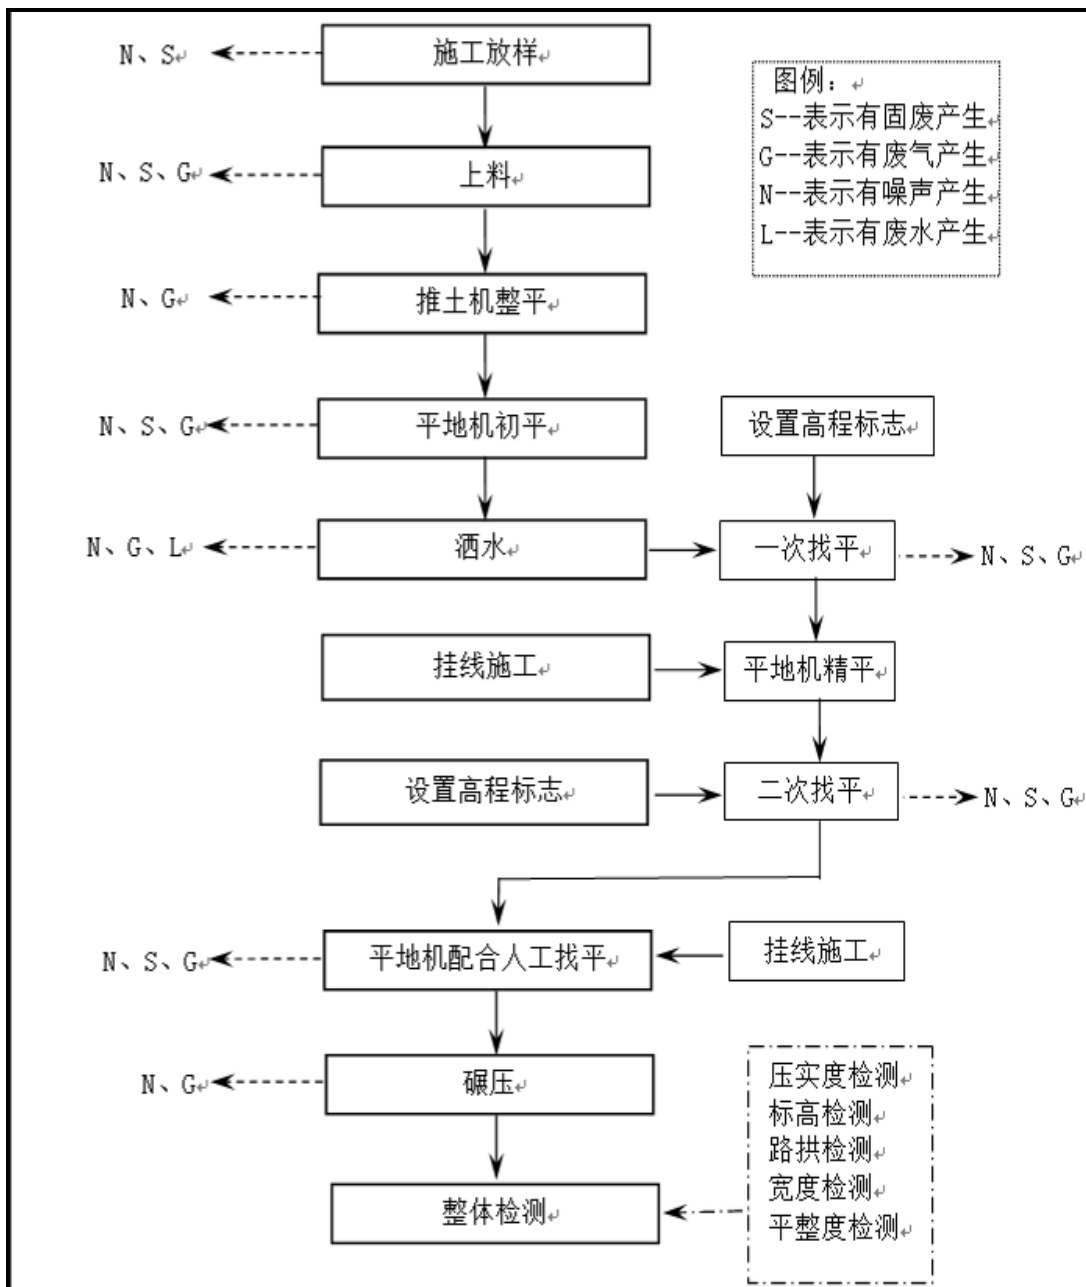 N、S
施工放样
图例：
S--表示有固废产生
G--表示有废气产生
N--表示有噪声产生
L--表示有废水产生
N、S、G
上料
N、G
推土机整平
N、S、G
平地机初平
设置高程标志
N、G、L
洒水
一次找平
N、S、G
挂线施工
平地机精平
设置高程标志
二次找平
N、S、G
N、S、G
平地机配合人工找平
挂线施工
N、G
碾压
压实度检测
标高检测
路拱检测
宽度检测
平整度检测
整体检测